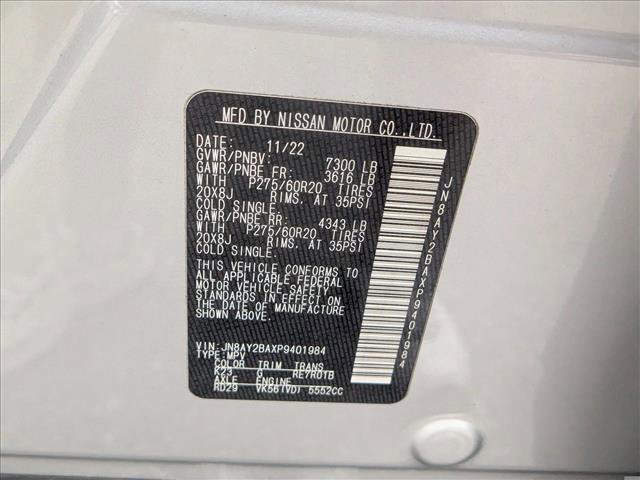 MFD BY NISSAN MOTOR CO.,LTD.
DATE: 11/22
GVWR/PNBV: 7300 LB
GAWR/PNBE FR: 3616 LB
WITH P275/60R20 TIRES
20X8J RIMS, AT 35PSI
COLD SINGLE.
GAWR/PNBE RR: 4343 LB
WITH P275/60R20 TIRES
20X8J RIMS, AT 35PSI
COLD SINGLE.
THIS VEHICLE CONFORMS TO
ALL APPLICABLE FEDERAL
MOTOR VEHICLE SAFETY
STANDARDS IN EFFECT ON
THE DATE OF MANUFACTURE
SHOWN ABOVE.
VIN: JN8AY2BAXP9401984
TYPE: MPV
COLOR TRIM TRANS
K23 G RE7R01B
AXLE ENGINE
RD29 VK56(VD) 5552CC
JN8AY2BAXP9401984